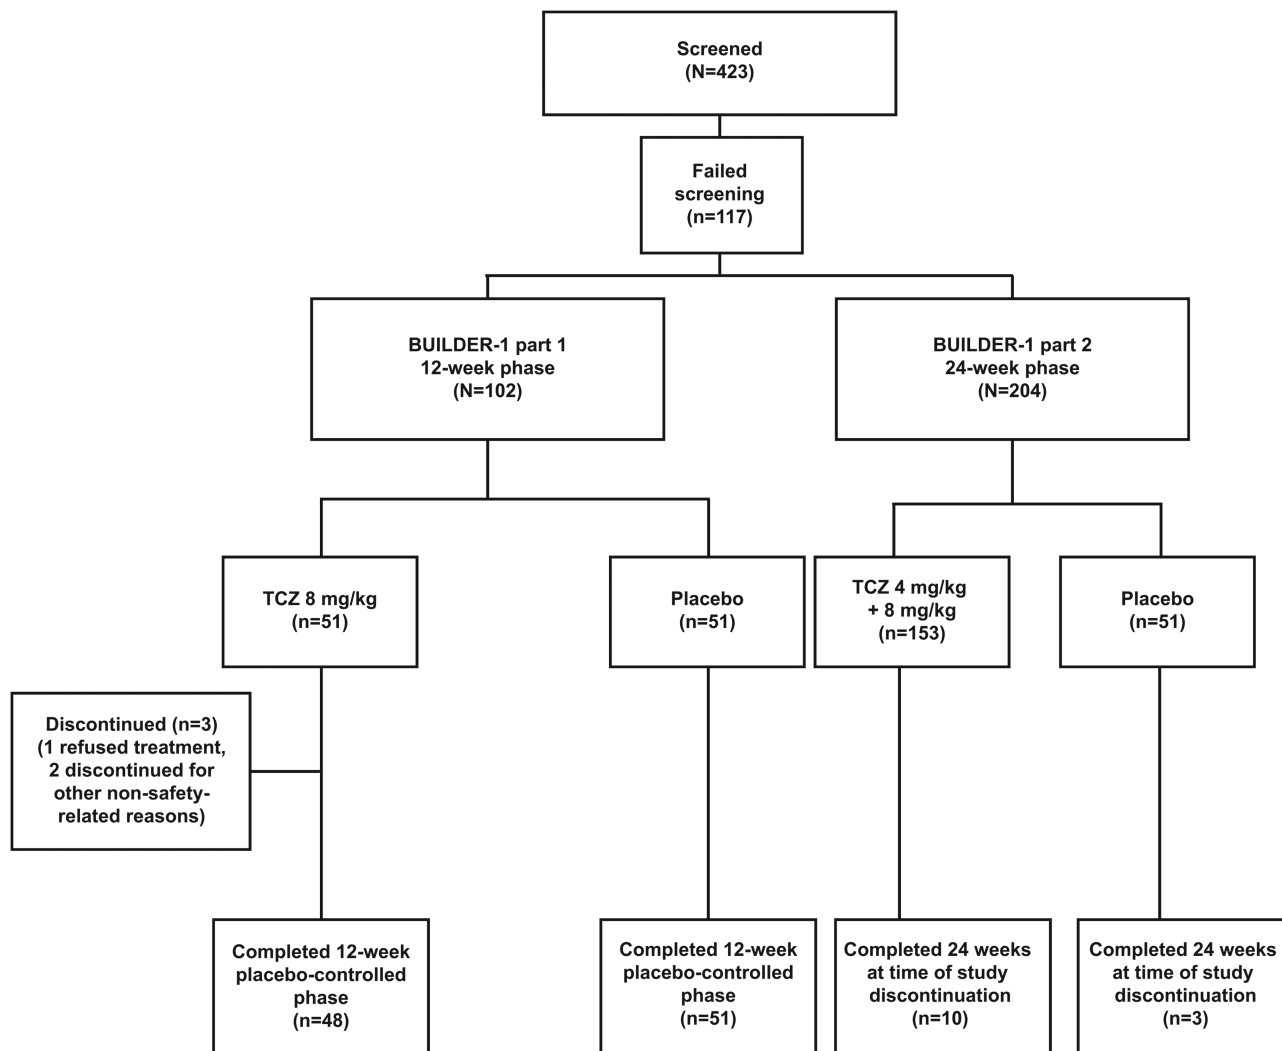 Screened
(N=423)
Failed
screening
(n=117)
BUILDER-1 part 1
12-week phase
(N=102)
BUILDER-1 part 2
24-week phase
(N=204)
TCZ 8 mg/kg
(n=51)
Placebo
(n=51)
TCZ 4 mg/kg
+ 8 mg/kg
(n=153)
Placebo
(n=51)
Discontinued (n=3)
(1 refused treatment,
2 discontinued for
other non-safety-
related reasons)
Completed 12-week
placebo-controlled
phase
(n=48)
Completed 12-week
placebo-controlled
phase
(n=51)
Completed 24 weeks
at time of study
discontinuation
(n=10)
Completed 24 weeks
at time of study
discontinuation
(n=3)